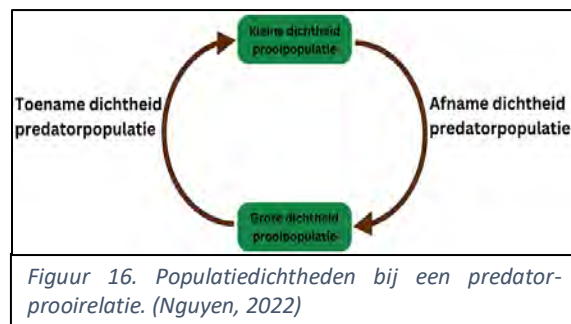 Kleine dichtheid
prooipopulatie
Toename dichtheid
predatorpopulatie
Afname dichtheid
predatorpopulatie
Grote dichtheid
prooipopulatie
Figuur 16. Populatiedichtheden bij een predator-
prooirelatie. (Nguyen, 2022)